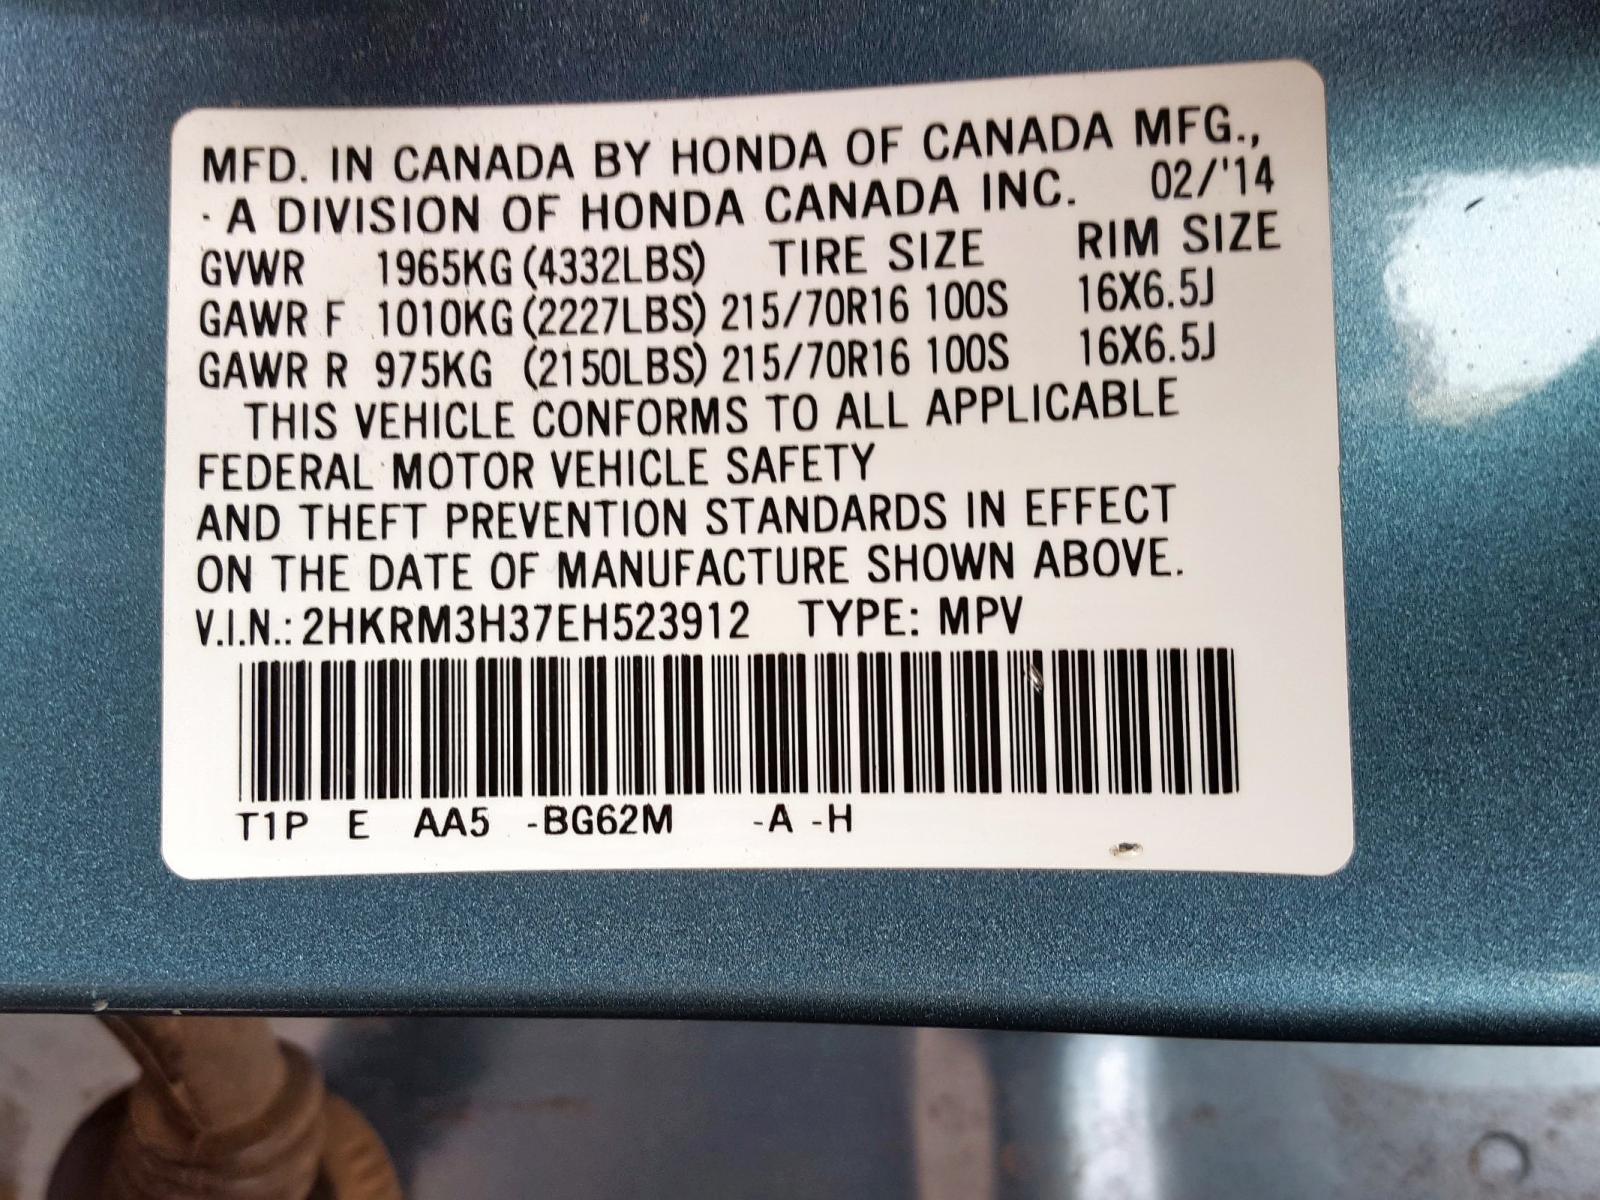 MFD. IN CANADA BY HONDA OF CANADA MFG.,
· A DIVISION OF HONDA CANADA INC. 02/'14
GVWR 1965KG (4332LBS) TIRE SIZE RIM SIZE
GAWR F 1010KG (2227LBS) 215/70R16 100S 16X6.5J
GAWR R 975KG (2150LBS) 215/70R16 100S 16X6.5J
THIS VEHICLE CONFORMS TO ALL APPLICABLE
FEDERAL MOTOR VEHICLE SAFETY
AND THEFT PREVENTION STANDARDS IN EFFECT
ON THE DATE OF MANUFACTURE SHOWN ABOVE.
V.I.N.: 2HKRM3H37EH523912 TYPE: MPV
T1P E AA5 -BG62M -A -H